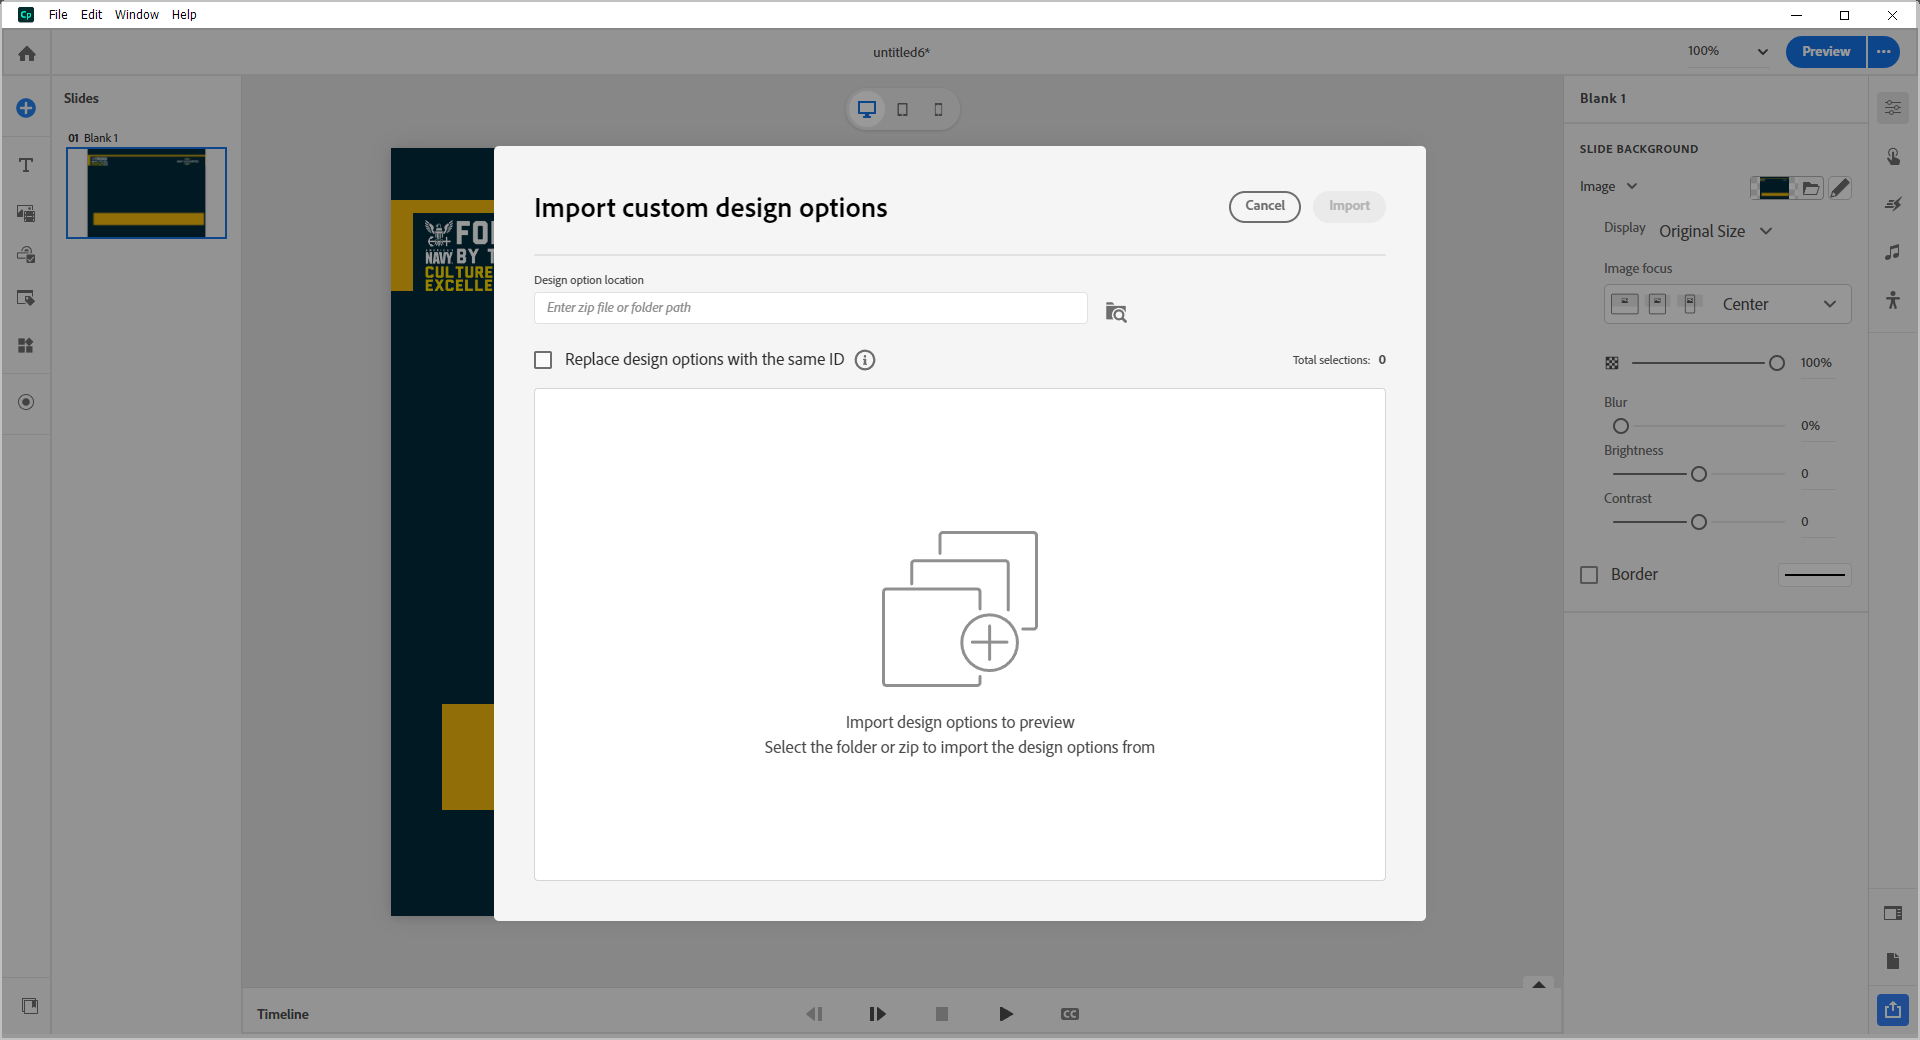 Cp File Edit Window Help
untitled6*
100%
Preview
Slides
01 Blank 1
FO
NAVY. BY T
CULTURE
EXCELLE
Import custom design options
Cancel
Import
Design option location
Enter zip file or folder path
Replace design options with the same ID
Total selections: 0
Import design options to preview
Select the folder or zip to import the design options from
Blank 1
SLIDE BACKGROUND
Image
Display Original Size
Image focus
Center
100%
Blur
0%
Brightness
0
Contrast
0
Border
Timeline
CC